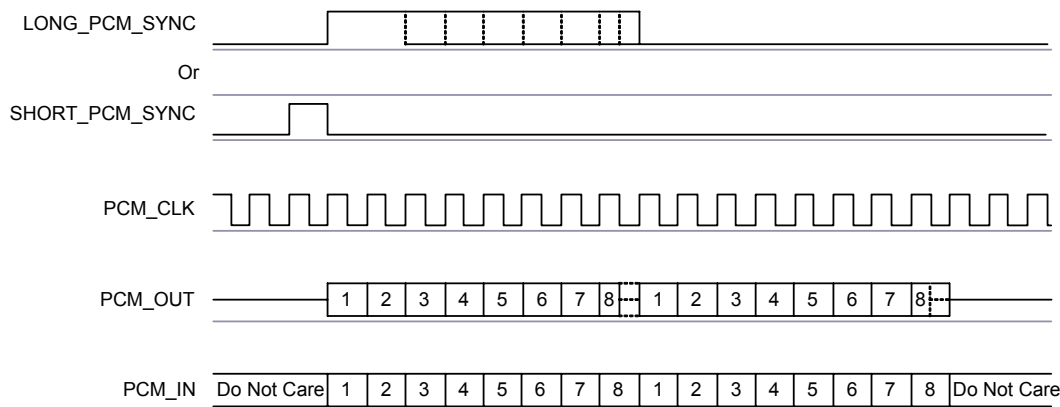 LONG_PCM_SYNC
Or
SHORT_PCM_SYNC
PCM_CLK
PCM_OUT 1 2 3 4 5 6 7 8 1 2 3 4 5 6 7 8
PCM_IN Do Not Care 1 2 3 4 5 6 7 8 1 2 3 4 5 6 7 8 Do Not Care